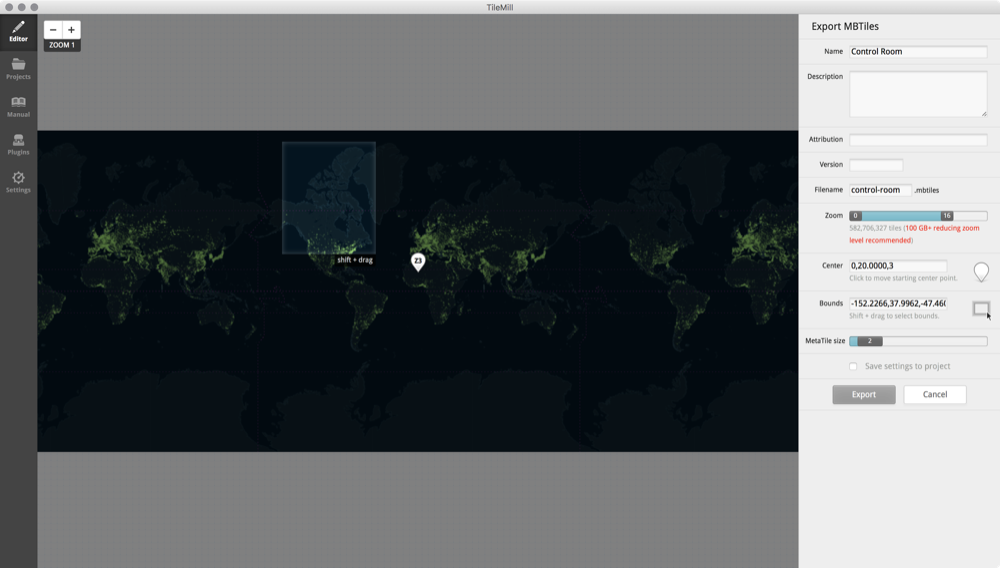 TileMill
Editor
Projects
Manual
Plugins
Settings
− +
ZOOM 1
shift + drag
Z3
Export MBTiles
Name Control Room
Description
Attribution
Version
Filename control-room .mbtiles
Zoom 0 16
582,706,327 tiles (100 GB+ reducing zoom
level recommended)
Center 0,20.0000,3
Click to move starting center point.
Bounds -152.2266,37.9962,-47.46
Shift + drag to select bounds.
MetaTile size 2
Save settings to project
Export Cancel